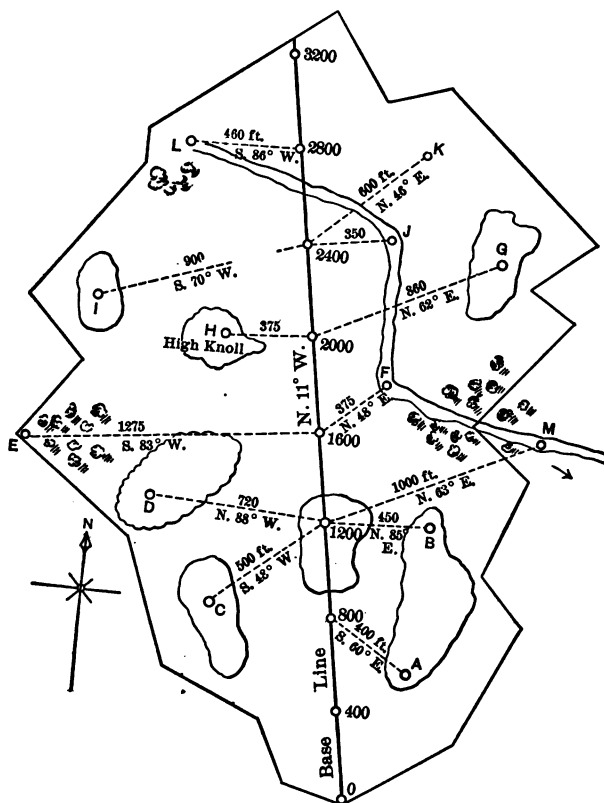 3200
460 ft.
L
S. 86° W.
2800
600 ft.
K
N. 46° E.
350
J
2400
900
S. 70° W.
G
860
N. 62° E.
I
H
375
High Knoll
2000
N. 11° W.
F
375
N. 48° E.
1275
E
S. 83° W.
1600
M
1000 ft.
N. 63° E.
D
720
N. 88° W.
1200
450
N. 85°
E.
B
N
500 ft.
S. 48° W.
C
800
400 ft.
S. 60° E.
A
Line
400
Base
0